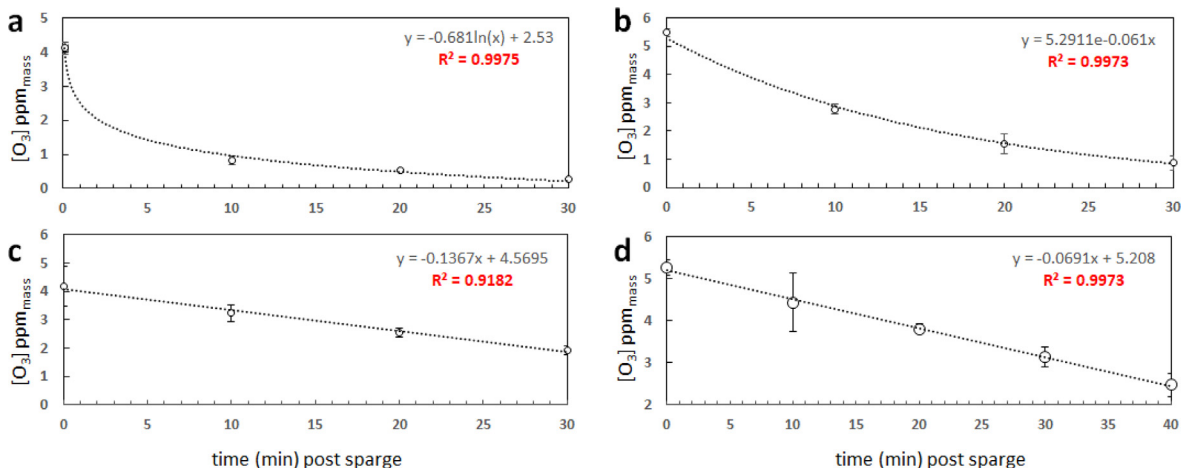 a
[O₃] ppmmass
5
4
3
2
1
0
y = -0.681ln(x) + 2.53
R² = 0.9975
0 5 10 15 20 25 30
b
[O₃] ppmmass
6
5
4
3
2
1
0
y = 5.2911e-0.061x
R² = 0.9973
0 5 10 15 20 25 30
c
[O₃] ppmmass
6
5
4
3
2
1
0
y = -0.1367x + 4.5695
R² = 0.9182
0 5 10 15 20 25 30
time (min) post sparge
d
[O₃] ppmmass
6
5
4
3
2
y = -0.0691x + 5.208
R² = 0.9973
0 5 10 15 20 25 30 35 40
time (min) post sparge